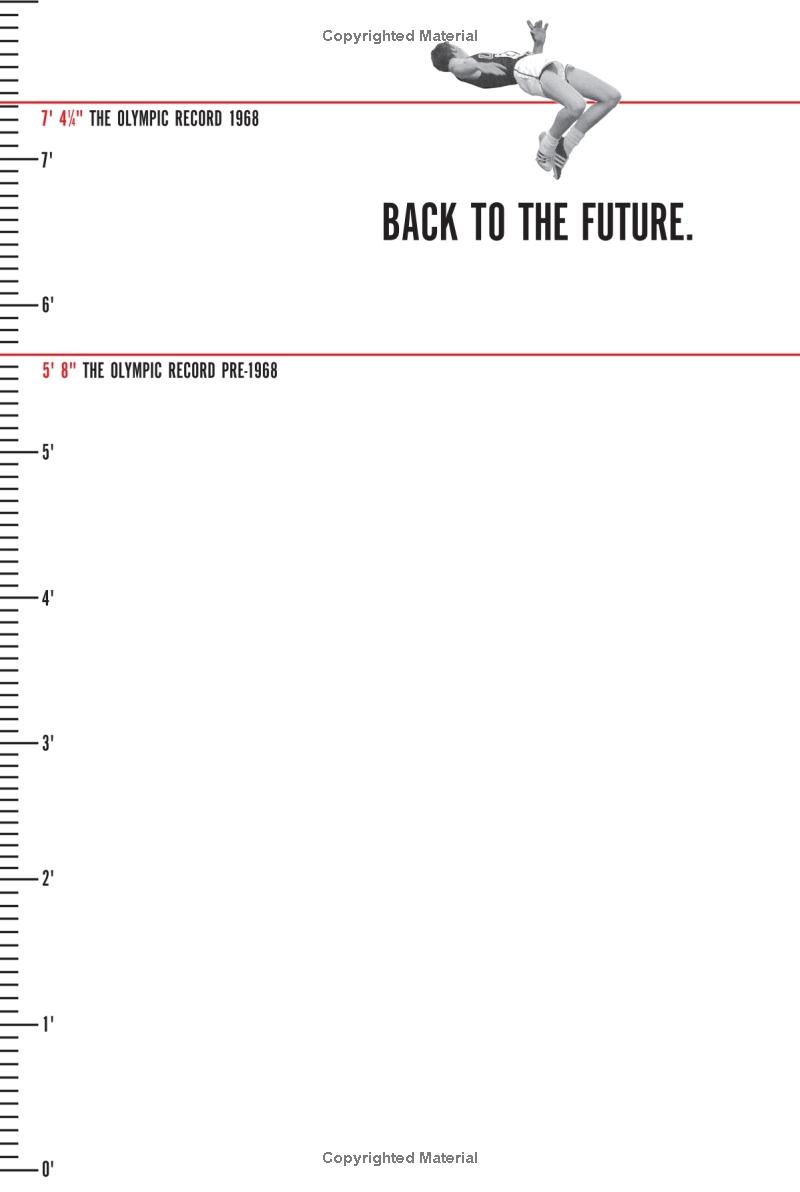 Copyrighted Material
7' 4¼" THE OLYMPIC RECORD 1968
7'
BACK TO THE FUTURE.
6'
5' 8" THE OLYMPIC RECORD PRE-1968
5'
4'
3'
2'
1'
Copyrighted Material
0'